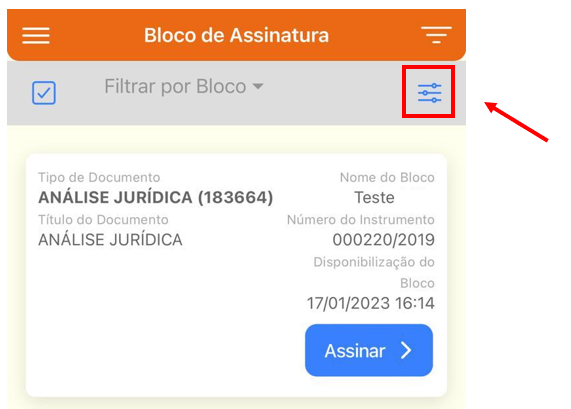 Bloco de Assinatura
Filtrar por Bloco
Tipo de Documento
ANÁLISE JURÍDICA (183664)
Título do Documento
ANÁLISE JURÍDICA
Nome do Bloco
Teste
Número do Instrumento
000220/2019
Disponibilização do
Bloco
17/01/2023 16:14
Assinar